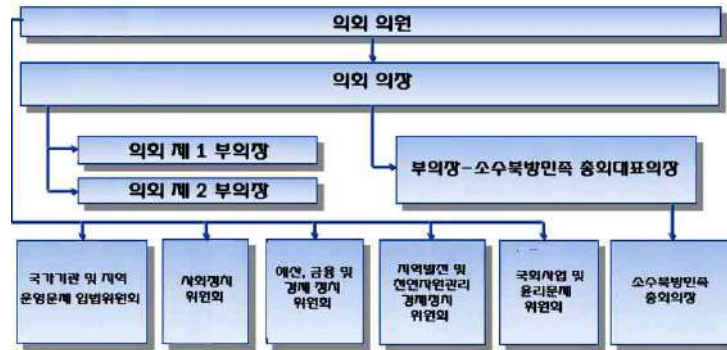 의회 의원
의회 의장
의회 제 1 부의장
의회 제 2 부의장
부의장-소수북방민족 총회대표의장
국가기관 및 지역
운영문제 입법위원회
사회정치
위원회
예산, 금융 및
경제 정치
위원회
지역발전 및
천연자원관리
경제정치
위원회
국회사업 및
윤리문제
위원회
소수북방민족
총회의장